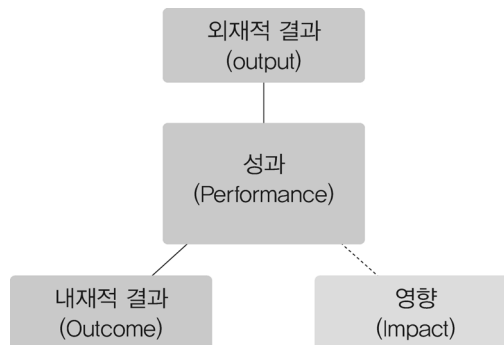 외재적 결과
(output)
성과
(Performance)
내재적 결과
(Outcome)
영향
(Impact)